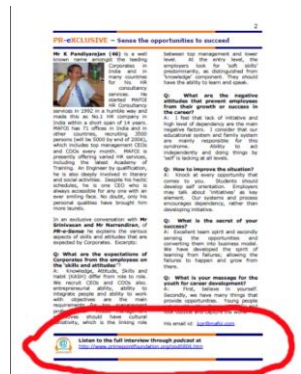 2
PR-eXCLUSIVE – Sense the opportunities to succeed
Mr K Pandiyarajan (46) is a well
known name amongst the leading
Corporates in
India and in
many countries
for his HR
consultancy
services. He
started MAFOI
HR Consultancy
services in 1992 in a humble way and
made this as No.1 HR company in
India within a short span of 14 years.
MAFOI has 71 offices in India and in
other countries, recruiting 3500
persons (will be 5000 by end of 2006),
which includes top management CEOs
and COOs every month. MAFOI is
presently offering varied HR services,
including the latest Academy of
Training. An Engineer by qualification,
he is also deeply involved in literary
and social activities. Despite his hectic
schedules, he is one CEO who is
always accessible for any one with an
ever smiling face. No doubt, only his
personal qualities have brought him
more laurels.
In an exclusive conversation with Mr
Srinivasan and Mr Narendiran, of
PR-e-Sense he explains the various
aspects of skills and attitudes that are
expected by Corporates. Excerpts:
Q: What are the expectations of
Corporates from the employees on
the 'skills and attitudes'?
A: Knowledge, Attitude, Skills and
Habit (KASH) differ from role to role.
We recruit CEOs and COOs also.
entrepreneurial ability, ability to
integrate people and ability to work
with objectives are the main
between top management and lower
level. At the entry level, the
employers look for 'soft skills'
predominantly, as distinguished from
'knowledge' component. They should
have the ability to learn and adapt.
Q: What are the negative
attitudes that prevent employees
from their growth or success in
the career?
A: I feel that lack of initiative and
high level of dependency are the main
negative factors. I consider that our
educational system and family system
are mainly responsible for this
syndrome. Ability to act
independently and doing things by
'self' is lacking at all levels.
Q: How to improve the situation?
A: Knock at every opportunity that
comes to you. Students should
develop self orientation. Employers
may talk about 'initiatives' as key
element. Our systems and process
encourages dependency, rather than
developing initiative.
Q: What is the secret of your
success?
A: Excellent team spirit and secondly
sensing the opportunities and
converting them into business model.
We have developed the spirit of
learning from failures, allowing the
failures to happen and grow from
there.
Q: What is your message for the
youth for career development?
A: First, believe in yourself.
Secondly, we have many things that
provide opportunities. Young people
His email id:
Listen to the full interview through podcast at